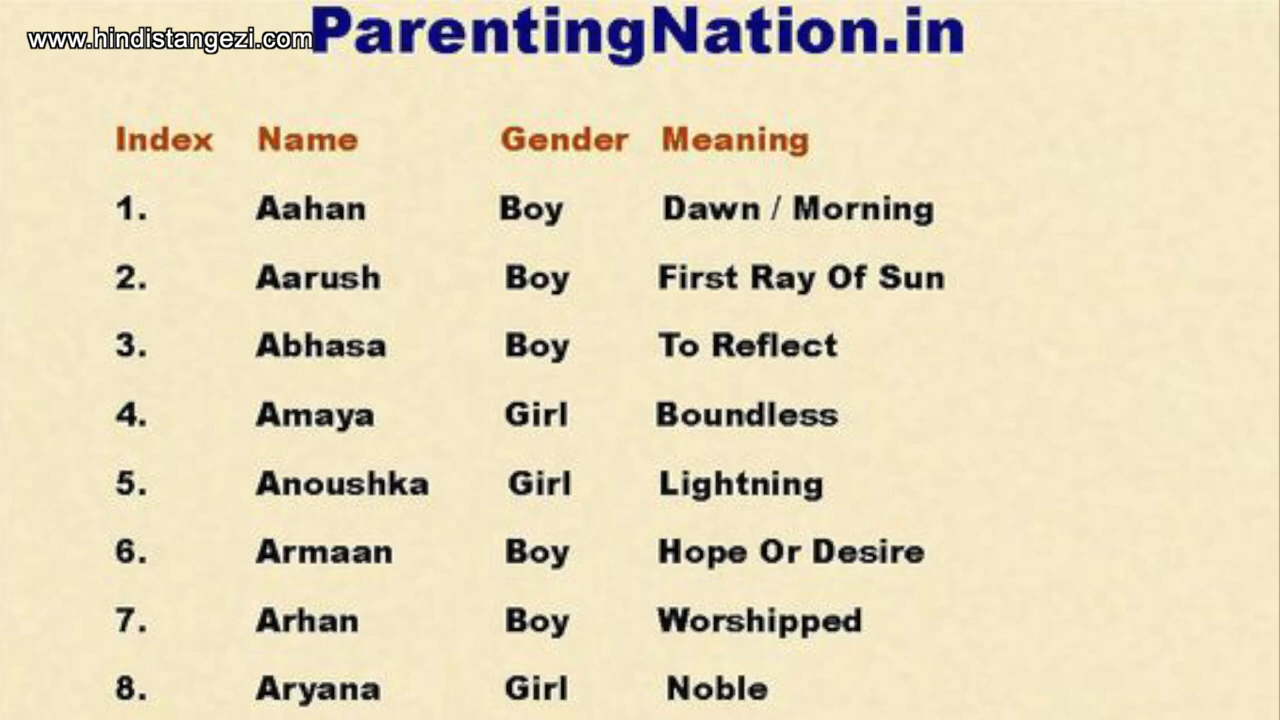 www.hindistangezi.com
ParentingNation.in
Index Name Gender Meaning
1. Aahan Boy Dawn / Morning
2. Aarush Boy First Ray Of Sun
3. Abhasa Boy To Reflect
4. Amaya Girl Boundless
5. Anoushka Girl Lightning
6. Armaan Boy Hope Or Desire
7. Arhan Boy Worshipped
8. Aryana Girl Noble